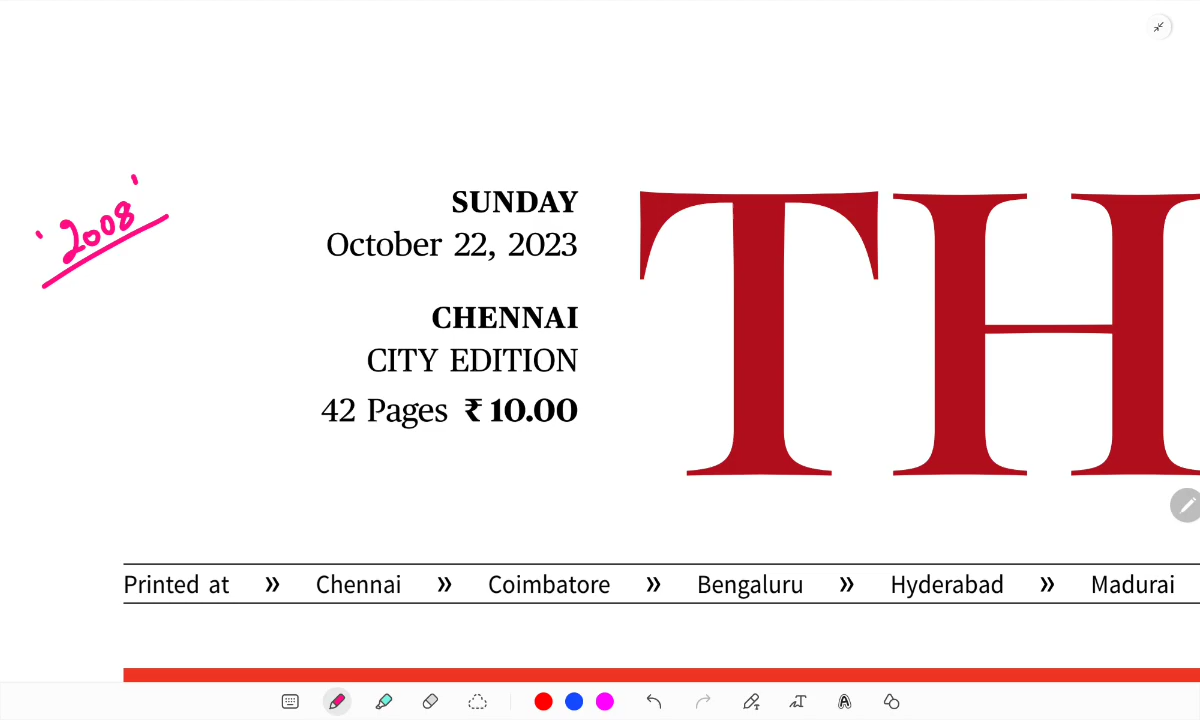 '2008'
SUNDAY
October 22, 2023
CHENNAI
CITY EDITION
42 Pages ₹ 10.00
TH
Printed at » Chennai » Coimbatore » Bengaluru » Hyderabad » Madurai